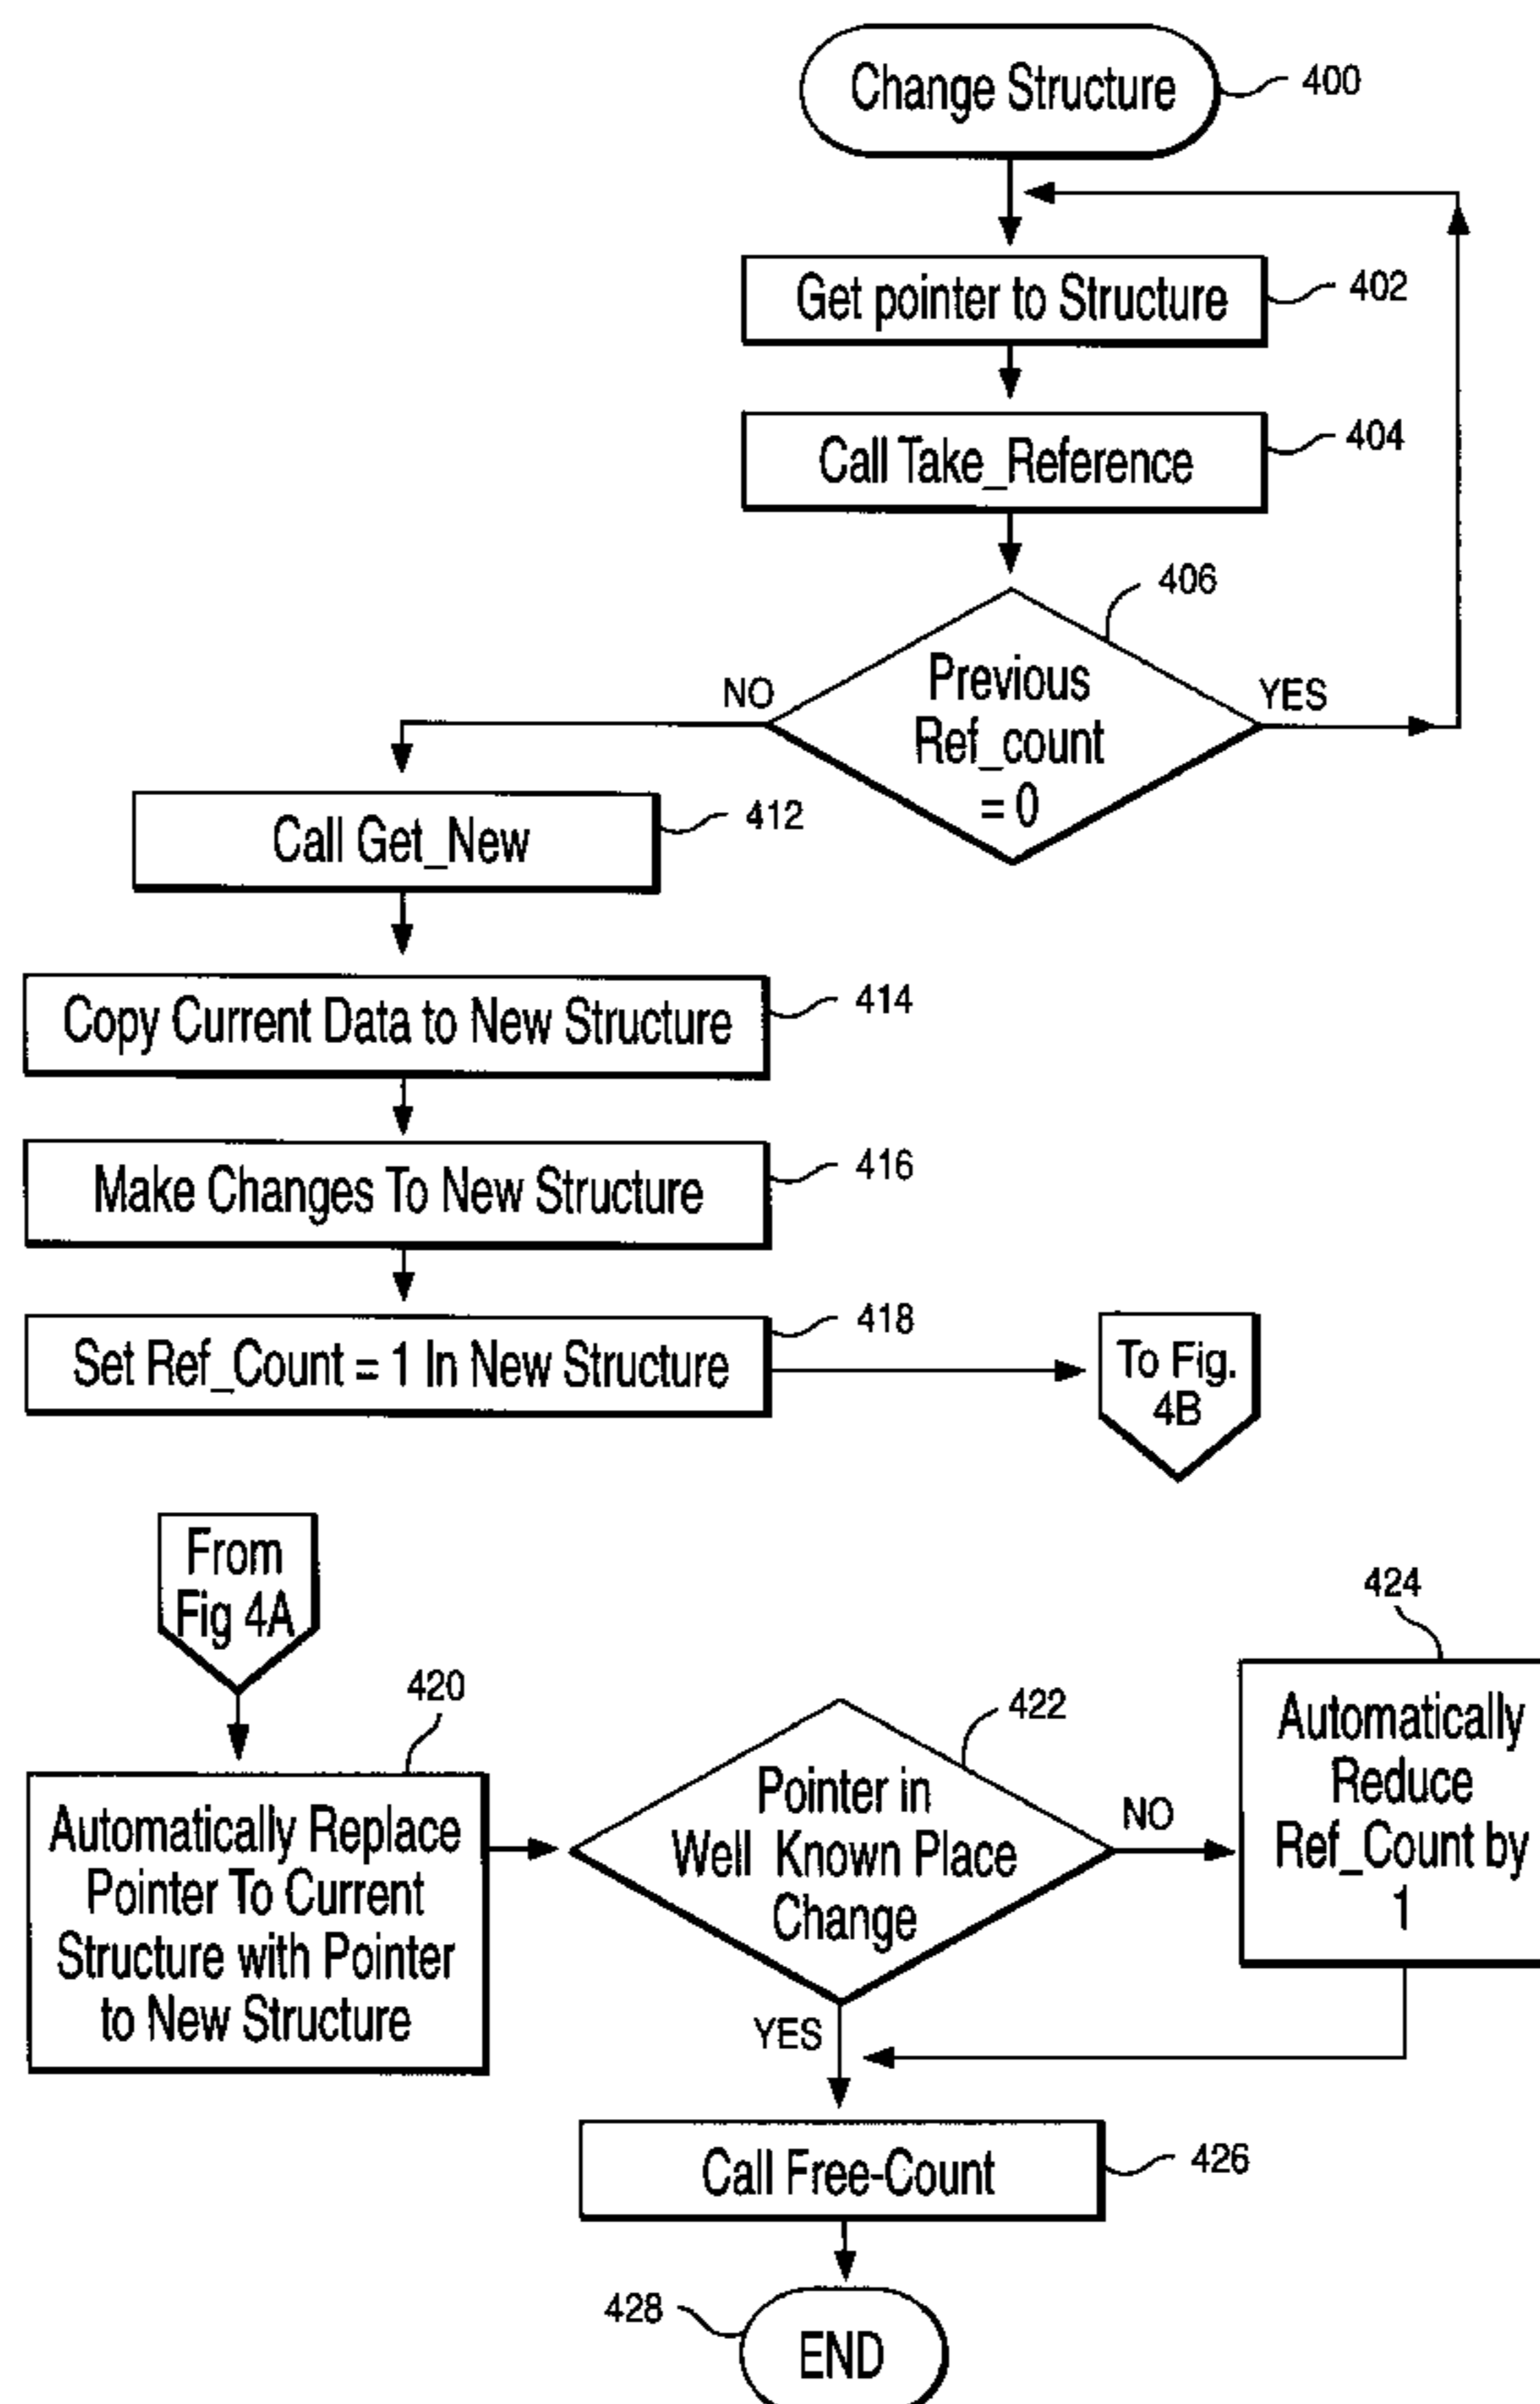 Change Structure
400
Get pointer to Structure
402
Call Take_Reference
404
406
Previous
Ref_count
= 0
NO
YES
Call Get_New
412
Copy Current Data to New Structure
414
Make Changes To New Structure
416
Set Ref_Count = 1 In New Structure
418
To Fig.
4B
From
Fig 4A
420
Automatically Replace
Pointer To Current
Structure with Pointer
to New Structure
422
Pointer in
Well Known Place
Change
NO
YES
424
Automatically
Reduce
Ref_Count by
1
Call Free-Count
426
428
END